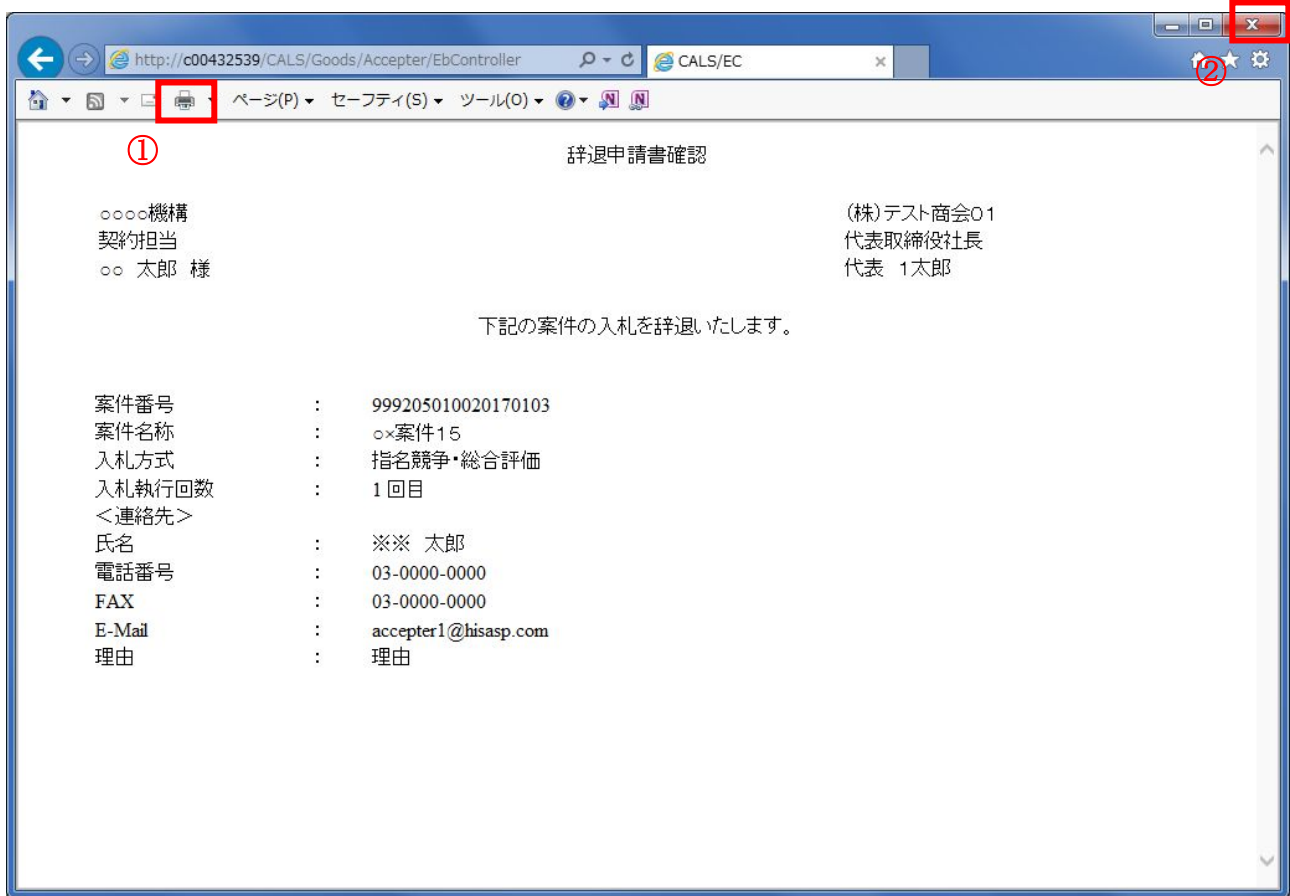 http://c00432539/CALS/Goods/Accepter/EbController
CALS/EC
②
ページ(P) セーフティ(S) ツール(O)
①
辞退申請書確認
○○○○機構
契約担当
○○ 太郎 様
(株)テスト商会01
代表取締役社長
代表 1太郎
下記の案件の入札を辞退いたします。
案件番号 : 999205010020170103
案件名称 : ○×案件15
入札方式 : 指名競争・総合評価
入札執行回数 : 1回目
<連絡先>
氏名 : ※※ 太郎
電話番号 : 03-0000-0000
FAX : 03-0000-0000
E-Mail : accepter1@hisasp.com
理由 : 理由